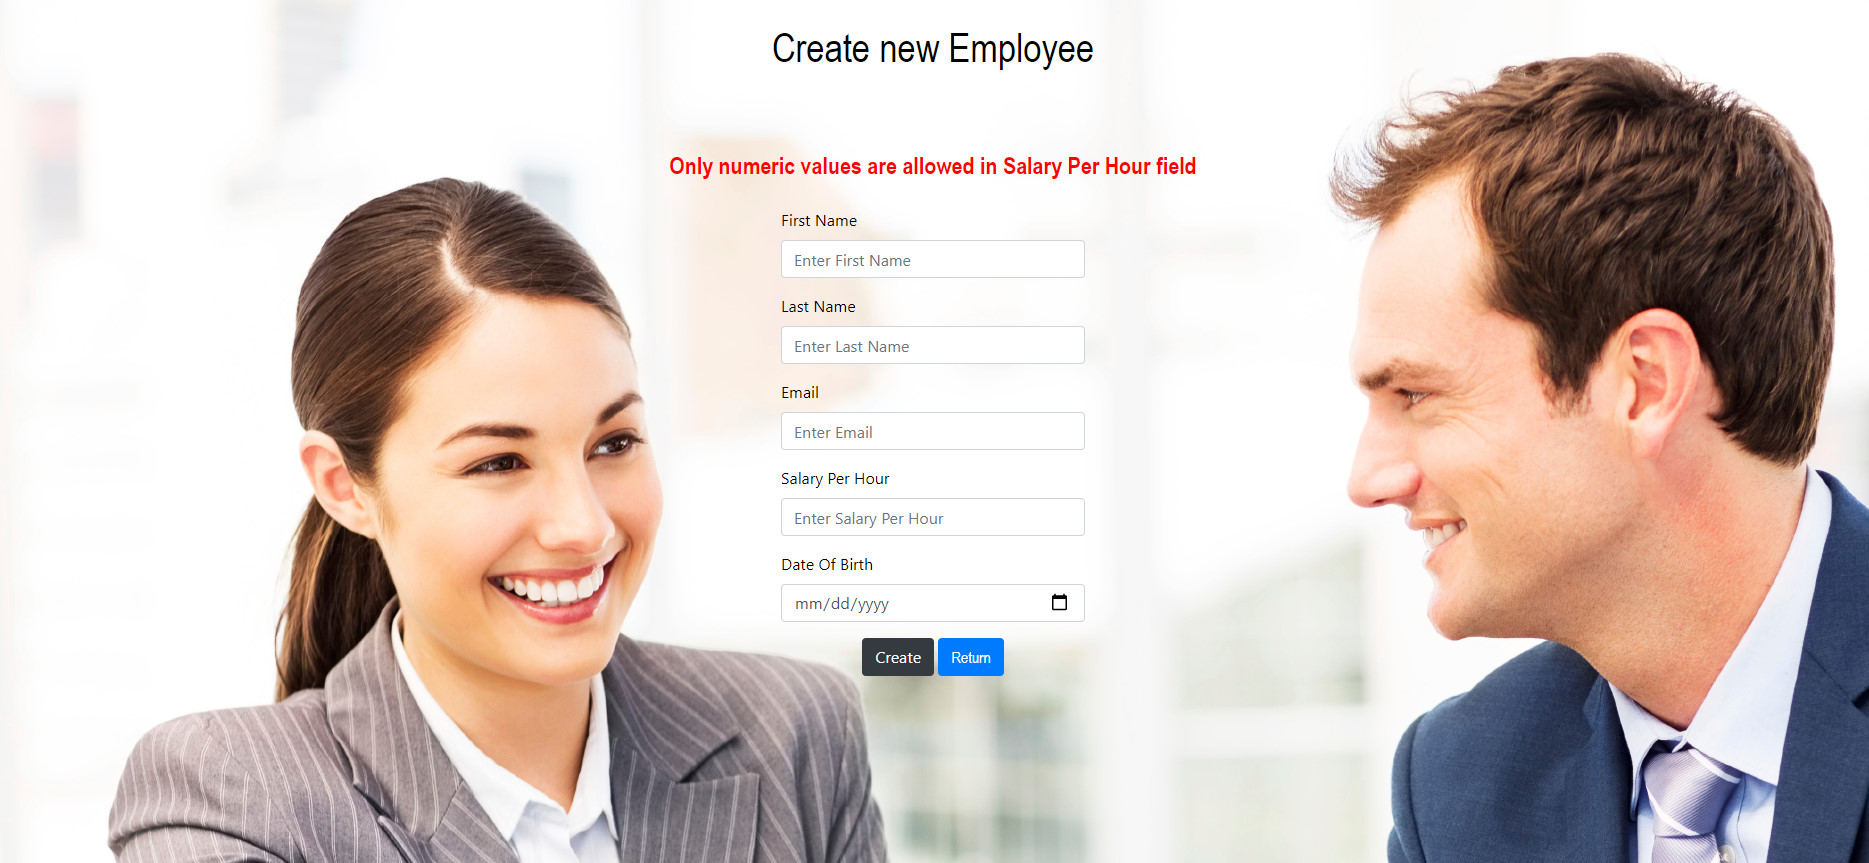 Create new Employee
Only numeric values are allowed in Salary Per Hour field
First Name
Enter First Name
Last Name
Enter Last Name
Email
Enter Email
Salary Per Hour
Enter Salary Per Hour
Date Of Birth
mm/dd/yyyy
Create Return